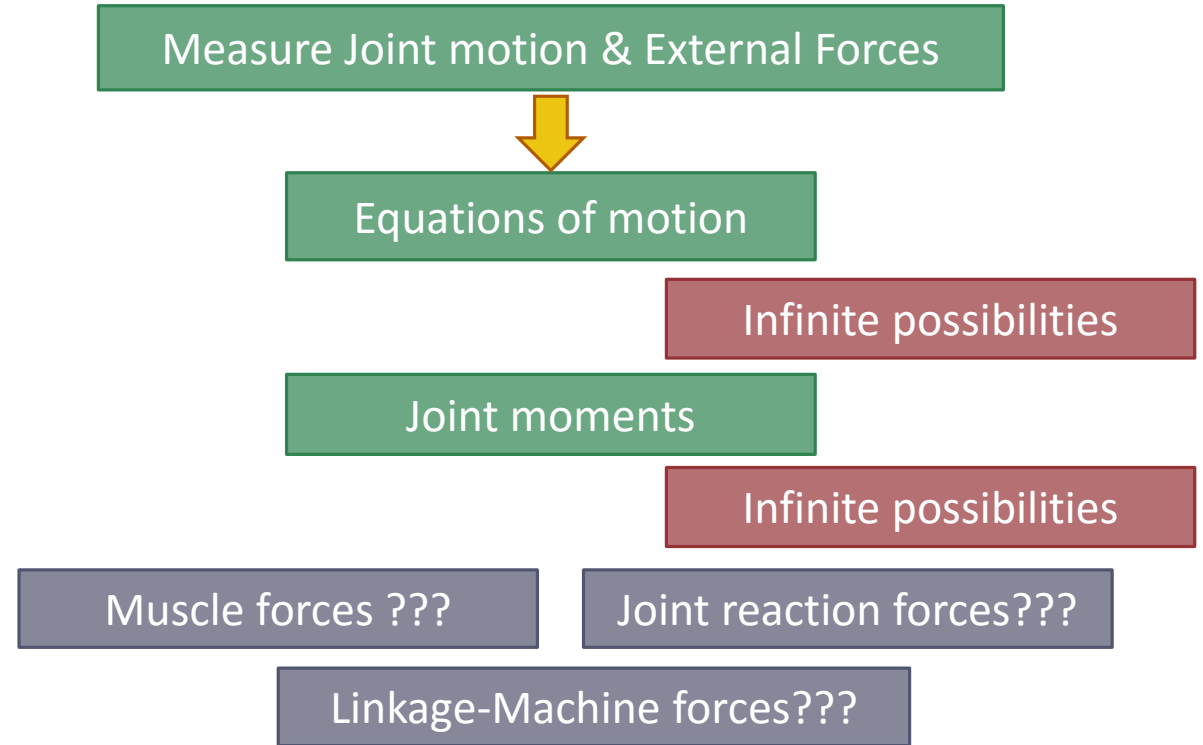 Measure Joint motion & External Forces
Equations of motion
Infinite possibilities
Joint moments
Infinite possibilities
Muscle forces ???
Joint reaction forces???
Linkage-Machine forces???